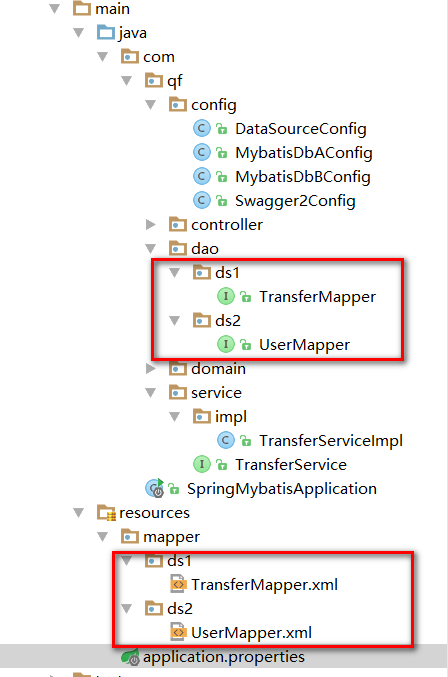 main
java
com
qf
config
DataSourceConfig
MybatisDbAConfig
MybatisDbBConfig
Swagger2Config
controller
dao
ds1
TransferMapper
ds2
UserMapper
domain
service
impl
TransferServiceImpl
TransferService
SpringMybatisApplication
resources
mapper
ds1
TransferMapper.xml
ds2
UserMapper.xml
application.properties